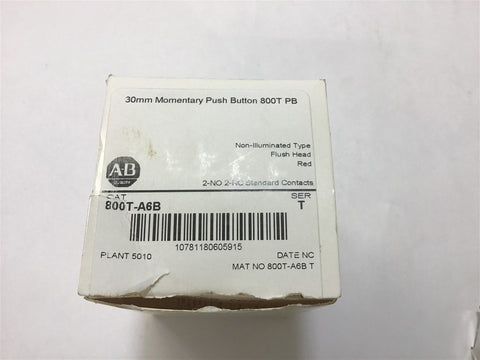 30mm Momentary Push Button 800T PB
Non-Illuminated Type
Flush Head
Red
A-B
QUALITY
2-NO 2-NC Standard Contacts
CAT SER
800T-A6B T
10781180605915
PLANT 5010 DATE NC
MAT NO 800T-A6B T